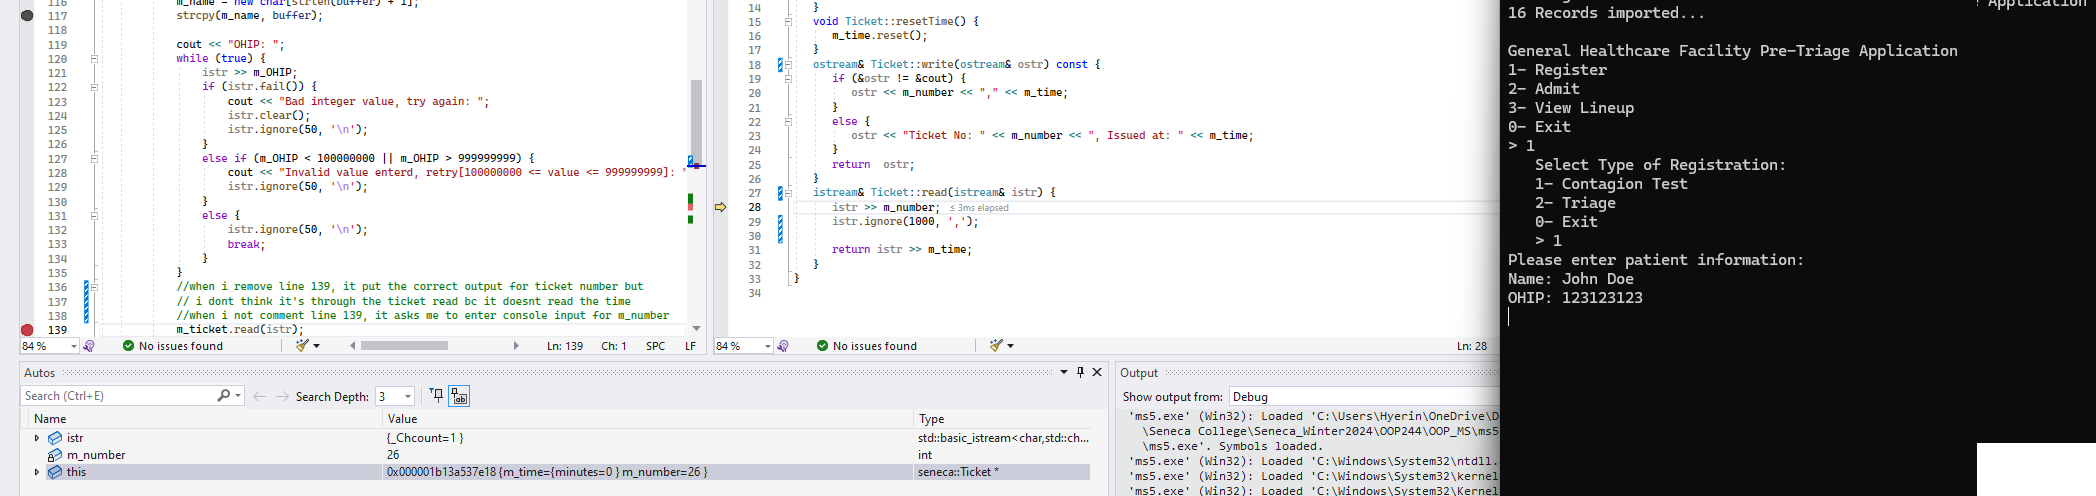 116 m_name = new char[strlen(buffer) + 1];
117 strcpy(m_name, buffer);
118
119 cout << "OHIP: ";
120 while (true) {
121 istr >> m_OHIP;
122 if (istr.fail()) {
123 cout << "Bad integer value, try again: ";
124 istr.clear();
125 istr.ignore(50, '\n');
126 }
127 else if (m_OHIP < 100000000 || m_OHIP > 999999999) {
128 cout << "Invalid value enterd, retry[100000000 <= value <= 999999999]: "
129 istr.ignore(50, '\n');
130 }
131 else {
132 istr.ignore(50, '\n');
133 break;
134 }
135 }
136 //when i remove line 139, it put the correct output for ticket number but
137 // i dont think it's through the ticket read bc it doesnt read the time
138 //when i not comment line 139, it asks me to enter console input for m_number
139 m_ticket.read(istr);
84 % No issues found Ln: 139 Ch: 1 SPC LF
14 }
15 void Ticket::resetTime() {
16 m_time.reset();
17 }
18 ostream& Ticket::write(ostream& ostr) const {
19 if (&ostr != &cout) {
20 ostr << m_number << "," << m_time;
21 }
22 else {
23 ostr << "Ticket No: " << m_number << ", Issued at: " << m_time;
24 }
25 return ostr;
26 }
27 istream& Ticket::read(istream& istr) {
28 istr >> m_number; ≤ 3ms elapsed
29 istr.ignore(1000, ',');
30
31 return istr >> m_time;
32 }
33 }
34
84 % No issues found Ln: 28
Application
16 Records imported...
General Healthcare Facility Pre-Triage Application
1- Register
2- Admit
3- View Lineup
0- Exit
> 1
Select Type of Registration:
1- Contagion Test
2- Triage
0- Exit
> 1
Please enter patient information:
Name: John Doe
OHIP: 123123123
Autos
Search (Ctrl+E) Search Depth: 3
Name Value Type
istr {_Chcount=1 } std::basic_istream<char,std::ch...
m_number 26 int
this 0x000001b13a537e18 {m_time={minutes=0 } m_number=26 } seneca::Ticket *
Output
Show output from: Debug
'ms5.exe' (Win32): Loaded 'C:\Users\Hyerin\OneDrive\D
\Seneca College\Seneca_Winter2024\OOP244\OOP_MS\ms5
\ms5.exe'. Symbols loaded.
'ms5.exe' (Win32): Loaded 'C:\Windows\System32\ntdll.
'ms5.exe' (Win32): Loaded 'C:\Windows\System32\kernel
'ms5.exe' (Win32): Loaded 'C:\Windows\System32\Kernel